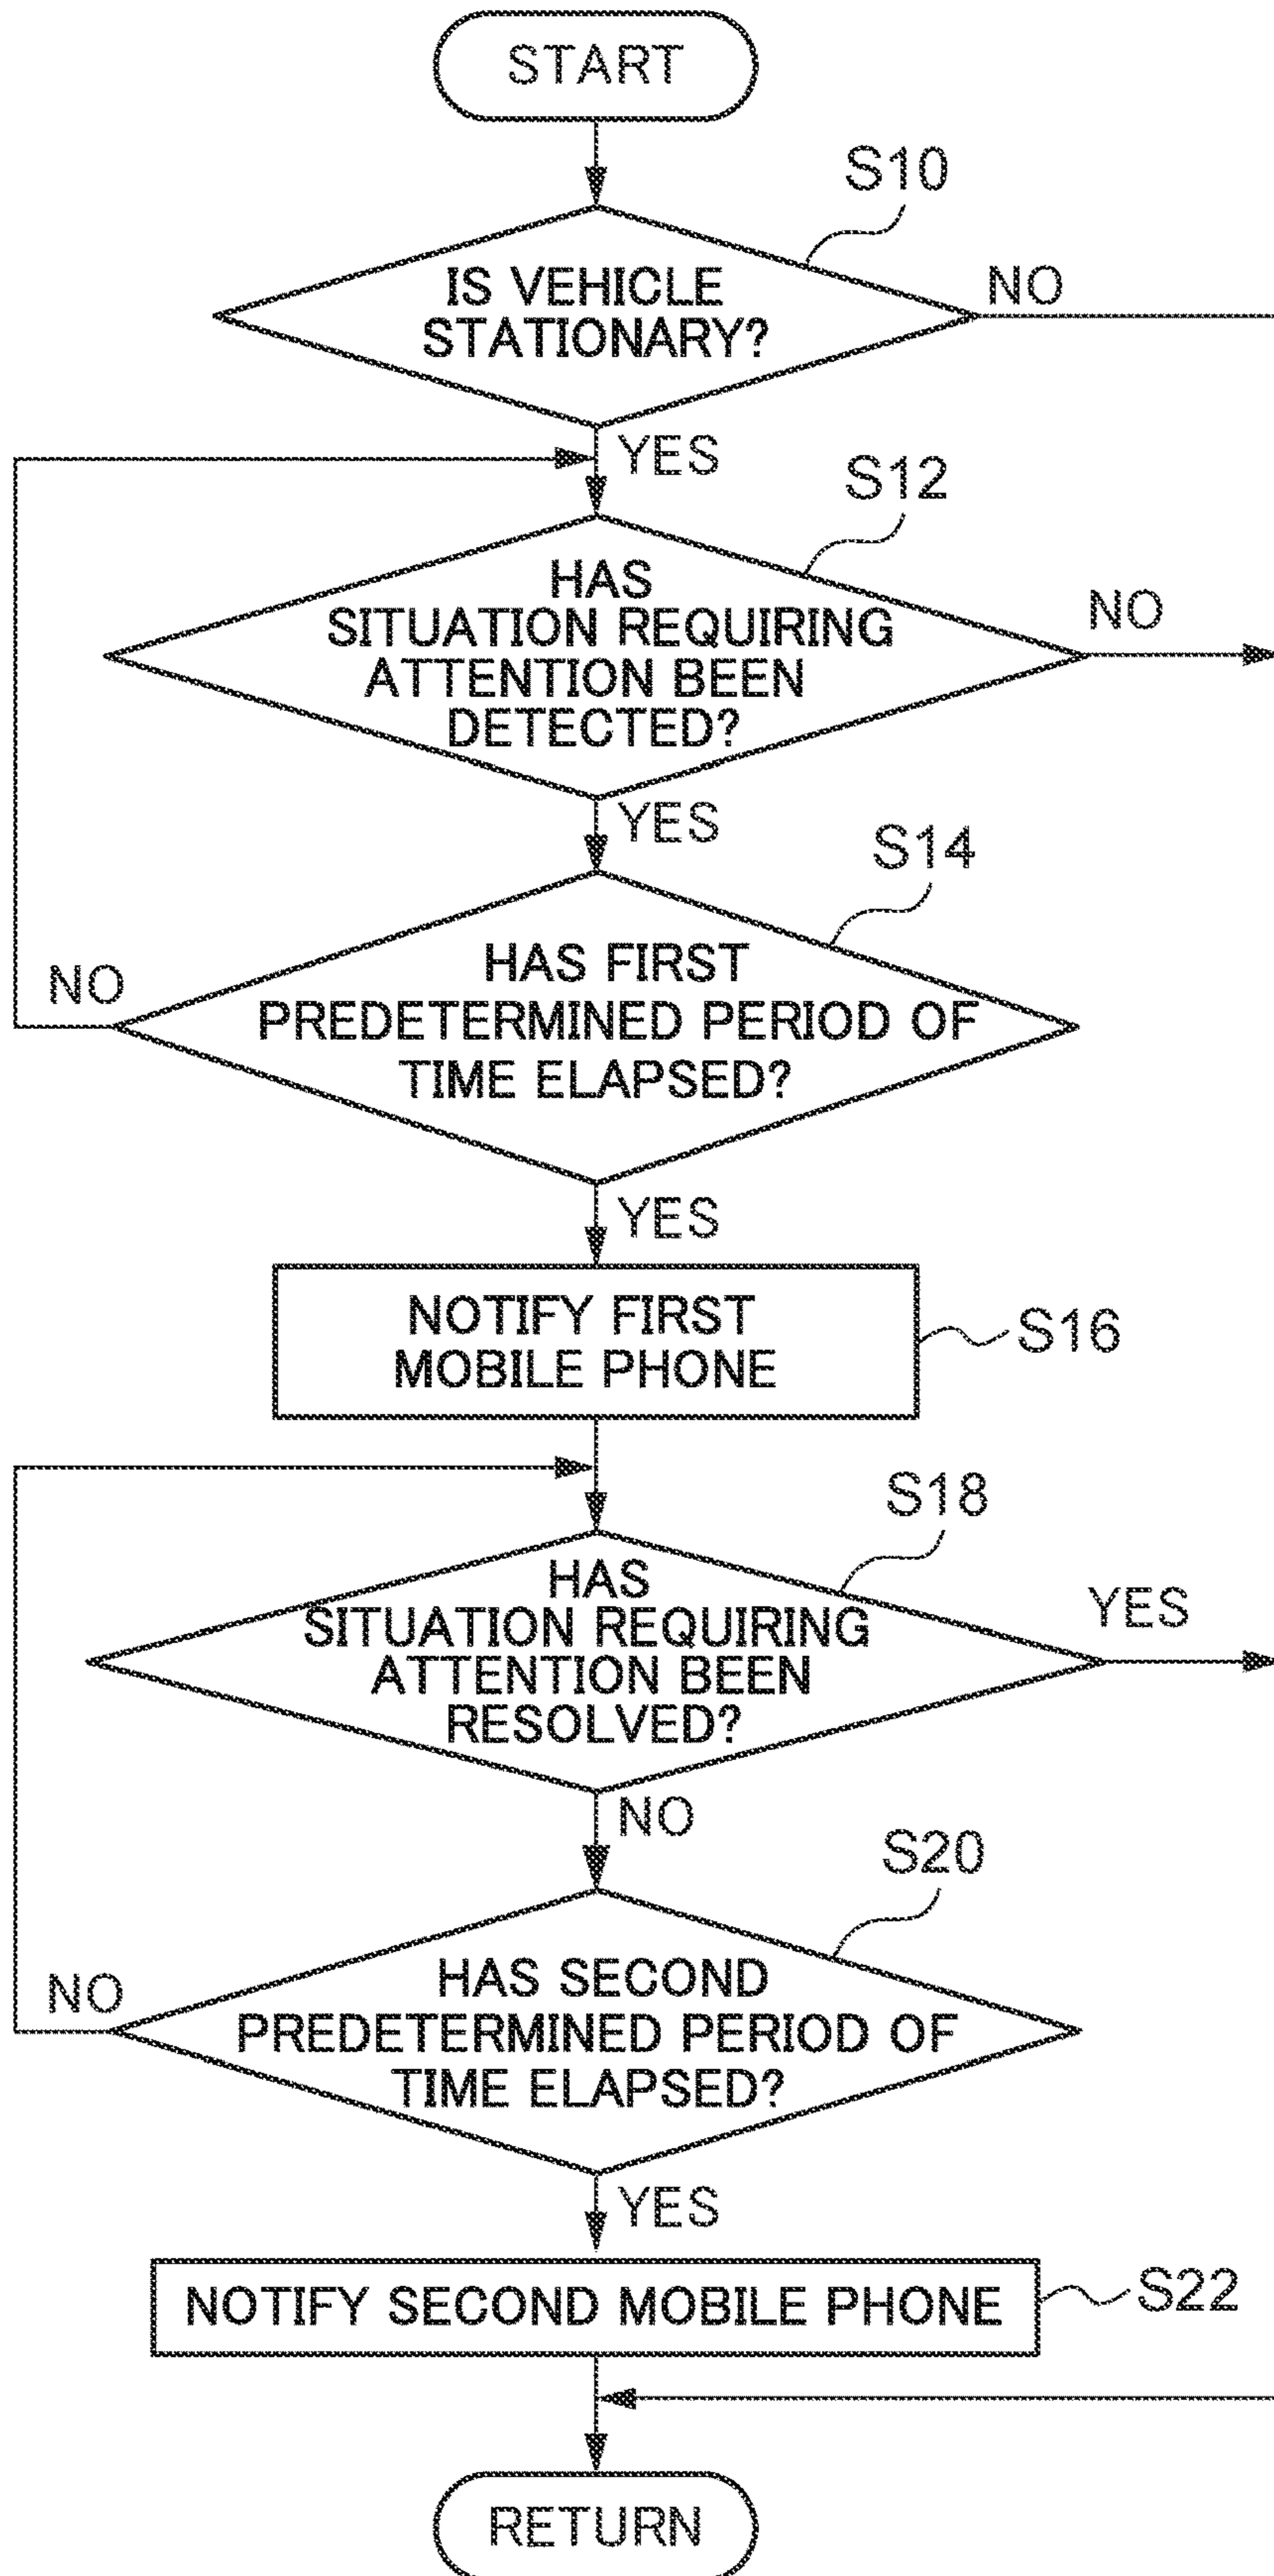 START
S10
IS VEHICLE
STATIONARY?
NO
YES
S12
HAS
SITUATION REQUIRING
ATTENTION BEEN
DETECTED?
NO
YES
S14
HAS FIRST
PREDETERMINED PERIOD OF
TIME ELAPSED?
NO
YES
NOTIFY FIRST
MOBILE PHONE
S16
S18
HAS
SITUATION REQUIRING
ATTENTION BEEN
RESOLVED?
YES
NO
S20
HAS SECOND
PREDETERMINED PERIOD OF
TIME ELAPSED?
NO
YES
NOTIFY SECOND MOBILE PHONE
S22
RETURN